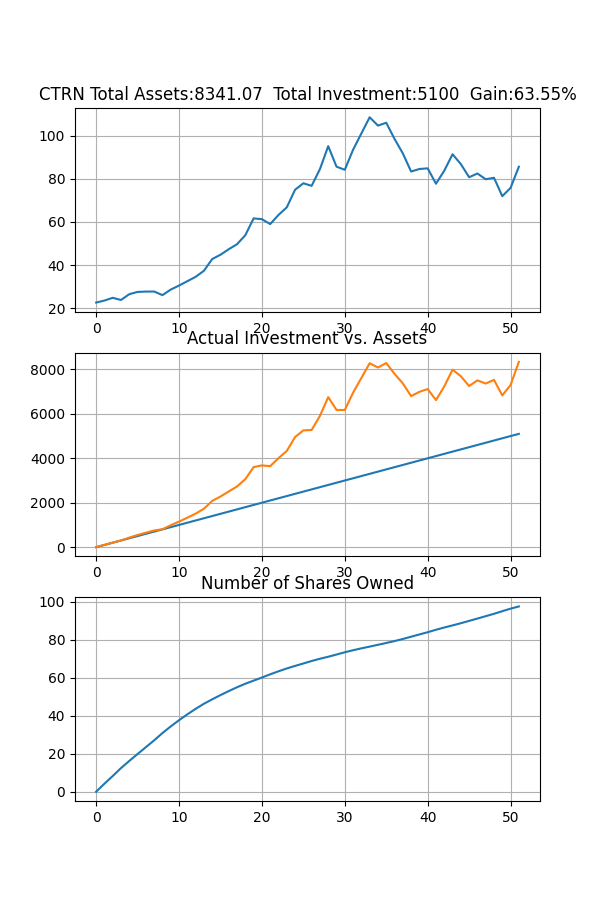 CTRN Total Assets:8341.07  Total Investment:5100  Gain:63.55%
100
80
60
40
20
0 10 20 30 40 50
Actual Investment vs. Assets
8000
6000
4000
2000
0
0 10 20 30 40 50
Number of Shares Owned
100
80
60
40
20
0
0 10 20 30 40 50